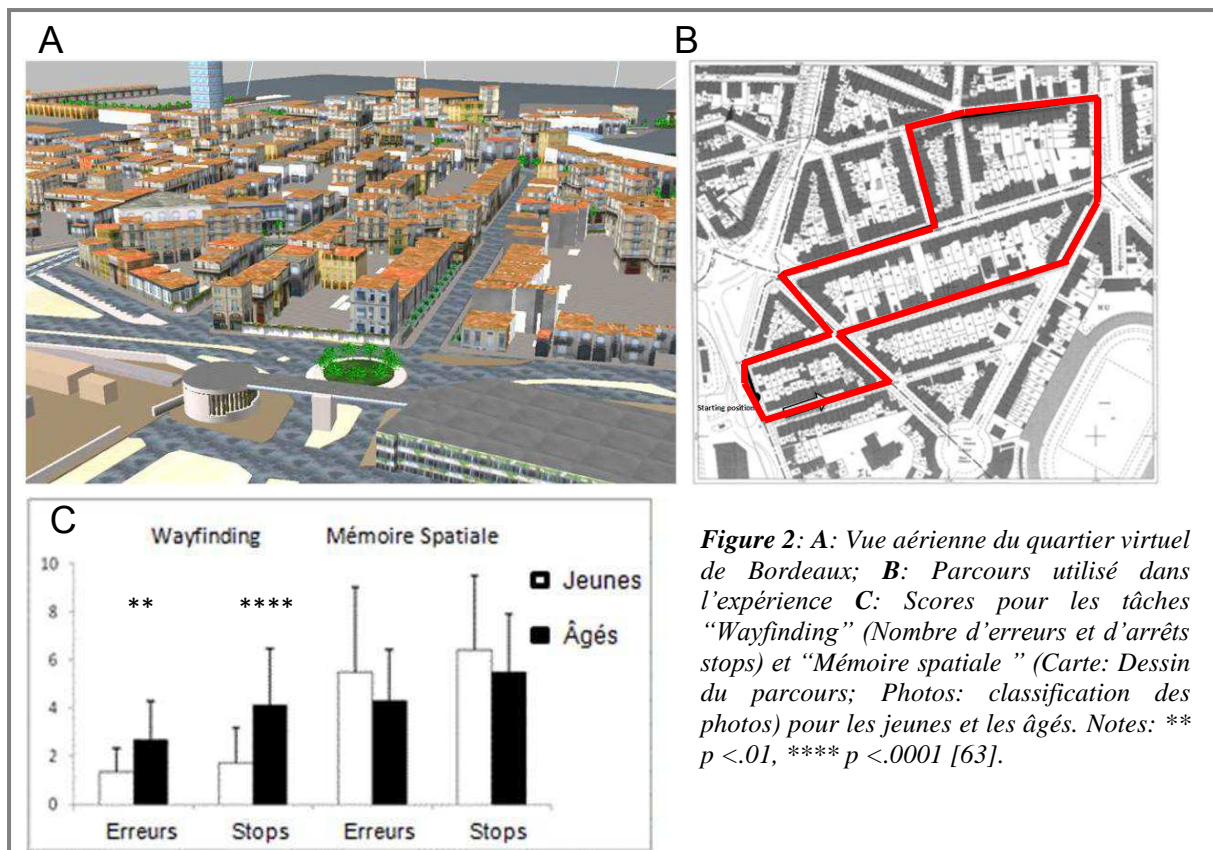 A
B
Starting position
C
Wayfinding
Mémoire Spatiale
10
8
6
4
2
0
**
****
Jeunes
Âgés
Erreurs
Stops
Erreurs
Stops
Figure 2: A: Vue aérienne du quartier virtuel
de Bordeaux; B: Parcours utilisé dans
l'expérience C: Scores pour les tâches
“Wayfinding” (Nombre d'erreurs et d'arrêts
stops) et “Mémoire spatiale ” (Carte: Dessin
du parcours; Photos: classification des
photos) pour les jeunes et les âgés. Notes: **
p <.01, **** p <.0001 [63].